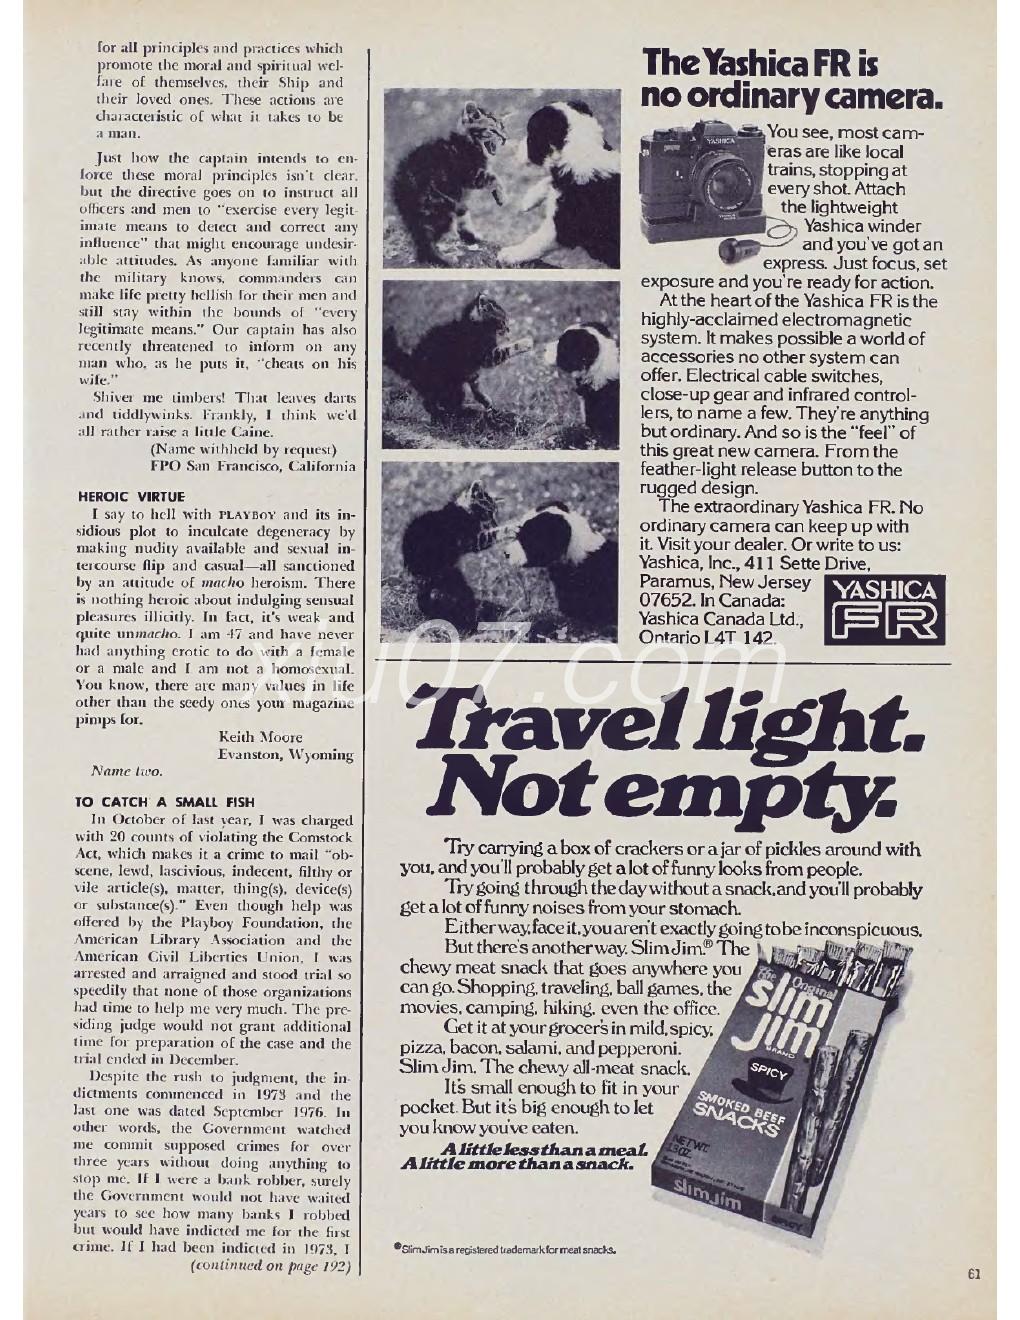 for all principles and practices which
promote the moral and spiritual wel-
fare of themselves, their Ship and
their loved ones. These actions are
characteristic of what it takes to be
a man.
Just how the captain intends to en-
force these moral principles isn't clear,
but the directive goes on to instruct all
officers and men to "exercise every legit-
imate means to detect and correct any
influence" that might encourage undesir-
able attitudes. As anyone familiar with
the military knows, commanders can
make life pretty hellish for their men and
still stay within the bounds of "every
legitimate means." Our captain has also
recently threatened to inform on any
man who, as he puts it, "cheats on his
wife."
Shiver me timbers! That leaves darts
and tiddlywinks. Frankly, I think we'd
all rather raise a little Caine.
(Name withheld by request)
FPO San Francisco, California
HEROIC VIRTUE
I say to hell with PLAYBOY and its in-
sidious plot to inculcate degeneracy by
making nudity available and sexual in-
tercourse flip and casual—all sanctioned
by an attitude of macho heroism. There
is nothing heroic about indulging sensual
pleasures illicitly. In fact, it's weak and
quite unmacho. I am 47 and have never
had anything erotic to do with a female
or a male and I am not a homosexual.
You know, there are many values in life
other than the seedy ones your magazine
pimps for.
Keith Moore
Evanston, Wyoming
Name two.
TO CATCH A SMALL FISH
In October of last year, I was charged
with 20 counts of violating the Comstock
Act, which makes it a crime to mail "ob-
scene, lewd, lascivious, indecent, filthy or
vile article(s), matter, thing(s), device(s)
or substance(s)." Even though help was
offered by the Playboy Foundation, the
American Library Association and the
American Civil Liberties Union, I was
arrested and arraigned and stood trial so
speedily that none of those organizations
had time to help me very much. The pre-
siding judge would not grant additional
time for preparation of the case and the
trial ended in December.
Despite the rush to judgment, the in-
dictments commenced in 1973 and the
last one was dated September 1976. In
other words, the Government watched
me commit supposed crimes for over
three years without doing anything to
stop me. If I were a bank robber, surely
the Government would not have waited
years to see how many banks I robbed
but would have indicted me for the first
crime. If I had been indicted in 1973, I
(continued on page 192)
The Yashica FR is
no ordinary camera.
YASHICA
You see, most cam-
eras are like local
trains, stopping at
every shot. Attach
the lightweight
Yashica winder
and you've got an
express. Just focus, set
exposure and you're ready for action.
At the heart of the Yashica FR is the
highly-acclaimed electromagnetic
system. It makes possible a world of
accessories no other system can
offer. Electrical cable switches,
close-up gear and infrared control-
lers, to name a few. They're anything
but ordinary. And so is the "feel" of
this great new camera. From the
feather-light release button to the
rugged design.
The extraordinary Yashica FR. No
ordinary camera can keep up with
it. Visit your dealer. Or write to us:
Yashica, Inc., 411 Sette Drive,
Paramus, New Jersey
07652. In Canada:
Yashica Canada Ltd.,
Ontario L4T 142.
YASHICA
FR
xiu07.com
Travel light.
Not empty.
Try carrying a box of crackers or a jar of pickles around with
you, and you'll probably get a lot of funny looks from people.
Try going through the day without a snack, and you'll probably
get a lot of funny noises from your stomach.
Either way, face it, you aren't exactly going to be inconspicuous.
But there's another way. Slim Jim.® The
chewy meat snack that goes anywhere you
can go. Shopping, traveling, ball games, the
movies, camping, hiking, even the office.
Get it at your grocer's in mild, spicy,
pizza, bacon, salami, and pepperoni.
Slim Jim. The chewy all-meat snack.
It's small enough to fit in your
pocket. But it's big enough to let
you know you've eaten.
A little less than a meal.
A little more than a snack.
The Original
slim
jim
BRAND
SPICY
SMOKED BEEF
SNACKS
NET WT.
slim jim
SPICY
®Slim Jim is a registered trademark for meat snacks.
61